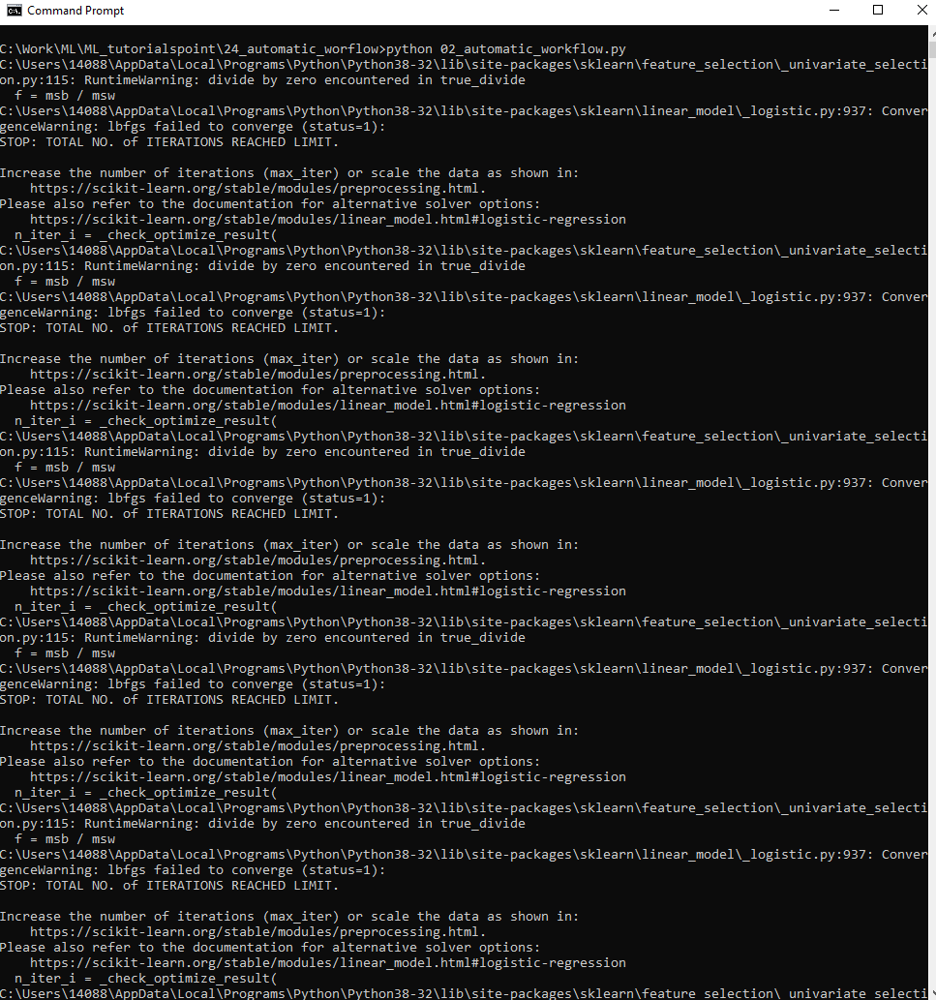 Command Prompt
C:\Work\ML\ML_tutorialspoint\24_automatic_worflow>python 02_automatic_workflow.py
C:\Users\14088\AppData\Local\Programs\Python\Python38-32\lib\site-packages\sklearn\feature_selection\_univariate_selecti
on.py:115: RuntimeWarning: divide by zero encountered in true_divide
  f = msb / msw
C:\Users\14088\AppData\Local\Programs\Python\Python38-32\lib\site-packages\sklearn\linear_model\_logistic.py:937: Conver
genceWarning: lbfgs failed to converge (status=1):
STOP: TOTAL NO. of ITERATIONS REACHED LIMIT.

Increase the number of iterations (max_iter) or scale the data as shown in:
    https://scikit-learn.org/stable/modules/preprocessing.html.
Please also refer to the documentation for alternative solver options:
    https://scikit-learn.org/stable/modules/linear_model.html#logistic-regression
  n_iter_i = _check_optimize_result(
C:\Users\14088\AppData\Local\Programs\Python\Python38-32\lib\site-packages\sklearn\feature_selection\_univariate_selecti
on.py:115: RuntimeWarning: divide by zero encountered in true_divide
  f = msb / msw
C:\Users\14088\AppData\Local\Programs\Python\Python38-32\lib\site-packages\sklearn\linear_model\_logistic.py:937: Conver
genceWarning: lbfgs failed to converge (status=1):
STOP: TOTAL NO. of ITERATIONS REACHED LIMIT.

Increase the number of iterations (max_iter) or scale the data as shown in:
    https://scikit-learn.org/stable/modules/preprocessing.html.
Please also refer to the documentation for alternative solver options:
    https://scikit-learn.org/stable/modules/linear_model.html#logistic-regression
  n_iter_i = _check_optimize_result(
C:\Users\14088\AppData\Local\Programs\Python\Python38-32\lib\site-packages\sklearn\feature_selection\_univariate_selecti
on.py:115: RuntimeWarning: divide by zero encountered in true_divide
  f = msb / msw
C:\Users\14088\AppData\Local\Programs\Python\Python38-32\lib\site-packages\sklearn\linear_model\_logistic.py:937: Conver
genceWarning: lbfgs failed to converge (status=1):
STOP: TOTAL NO. of ITERATIONS REACHED LIMIT.

Increase the number of iterations (max_iter) or scale the data as shown in:
    https://scikit-learn.org/stable/modules/preprocessing.html.
Please also refer to the documentation for alternative solver options:
    https://scikit-learn.org/stable/modules/linear_model.html#logistic-regression
  n_iter_i = _check_optimize_result(
C:\Users\14088\AppData\Local\Programs\Python\Python38-32\lib\site-packages\sklearn\feature_selection\_univariate_selecti
on.py:115: RuntimeWarning: divide by zero encountered in true_divide
  f = msb / msw
C:\Users\14088\AppData\Local\Programs\Python\Python38-32\lib\site-packages\sklearn\linear_model\_logistic.py:937: Conver
genceWarning: lbfgs failed to converge (status=1):
STOP: TOTAL NO. of ITERATIONS REACHED LIMIT.

Increase the number of iterations (max_iter) or scale the data as shown in:
    https://scikit-learn.org/stable/modules/preprocessing.html.
Please also refer to the documentation for alternative solver options:
    https://scikit-learn.org/stable/modules/linear_model.html#logistic-regression
  n_iter_i = _check_optimize_result(
C:\Users\14088\AppData\Local\Programs\Python\Python38-32\lib\site-packages\sklearn\feature_selection\_univariate_selecti
on.py:115: RuntimeWarning: divide by zero encountered in true_divide
  f = msb / msw
C:\Users\14088\AppData\Local\Programs\Python\Python38-32\lib\site-packages\sklearn\linear_model\_logistic.py:937: Conver
genceWarning: lbfgs failed to converge (status=1):
STOP: TOTAL NO. of ITERATIONS REACHED LIMIT.

Increase the number of iterations (max_iter) or scale the data as shown in:
    https://scikit-learn.org/stable/modules/preprocessing.html.
Please also refer to the documentation for alternative solver options:
    https://scikit-learn.org/stable/modules/linear_model.html#logistic-regression
  n_iter_i = _check_optimize_result(
C:\Users\14088\AppData\Local\Programs\Python\Python38-32\lib\site-packages\sklearn\feature_selection\_univariate_selecti